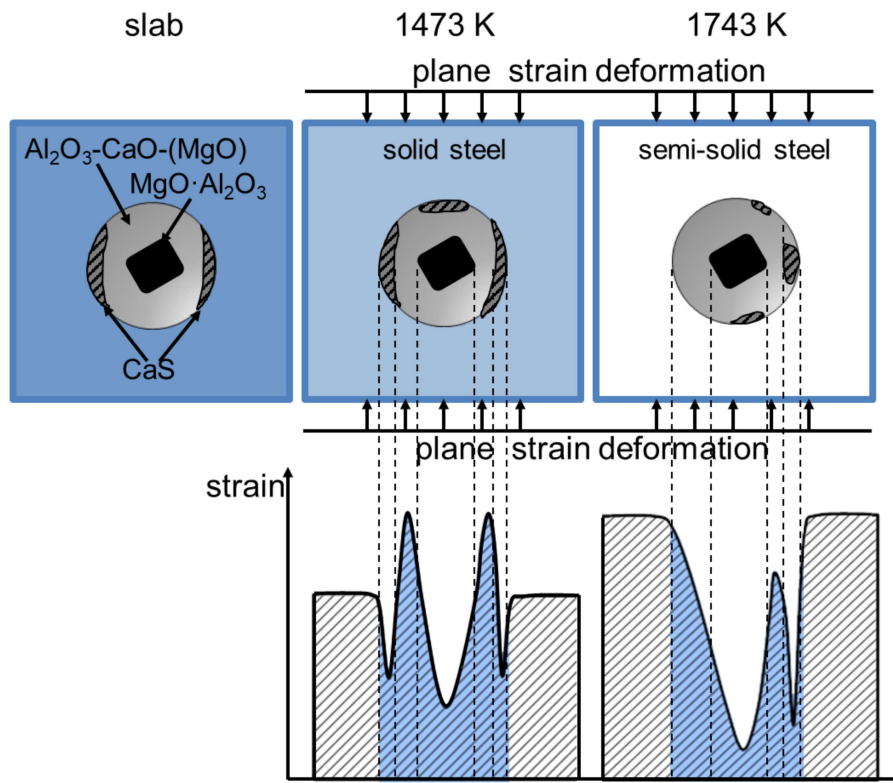 slab
1473 K
1743 K
plane strain deformation
Al₂O₃-CaO-(MgO)
MgO·Al₂O₃
CaS
solid steel
semi-solid steel
plane strain deformation
strain